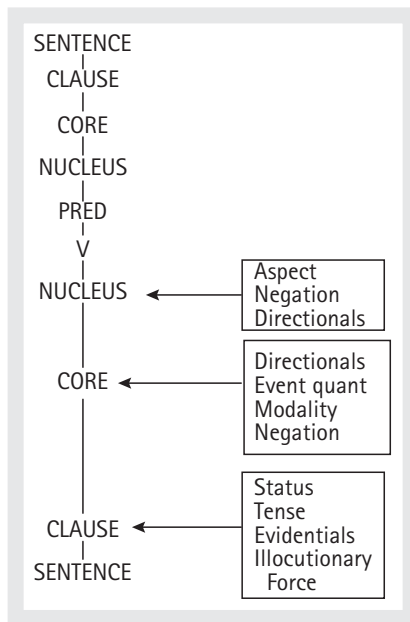 SENTENCE
CLAUSE
CORE
NUCLEUS
PRED
V
NUCLEUS
Aspect
Negation
Directionals
CORE
Directionals
Event quant
Modality
Negation
CLAUSE
Status
Tense
Evidentials
Illocutionary
Force
SENTENCE